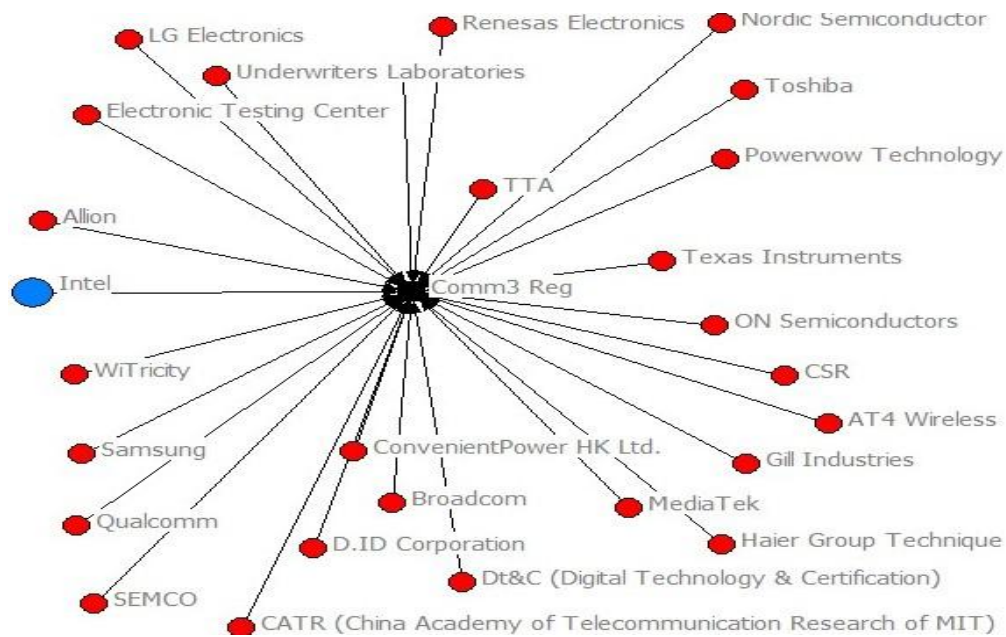 Renesas Electronics
Nordic Semiconductor
LG Electronics
Underwriters Laboratories
Toshiba
Electronic Testing Center
Powerwow Technology
TTA
Allion
Texas Instruments
Intel
Comm3 Reg
ON Semiconductors
WiTricity
CSR
AT4 Wireless
Samsung
ConvenientPower HK Ltd.
Gill Industries
Broadcom
MediaTek
Qualcomm
D.ID Corporation
Haier Group Technique
Dt&C (Digital Technology & Certification)
SEMCO
CATR (China Academy of Telecommunication Research of MIT)